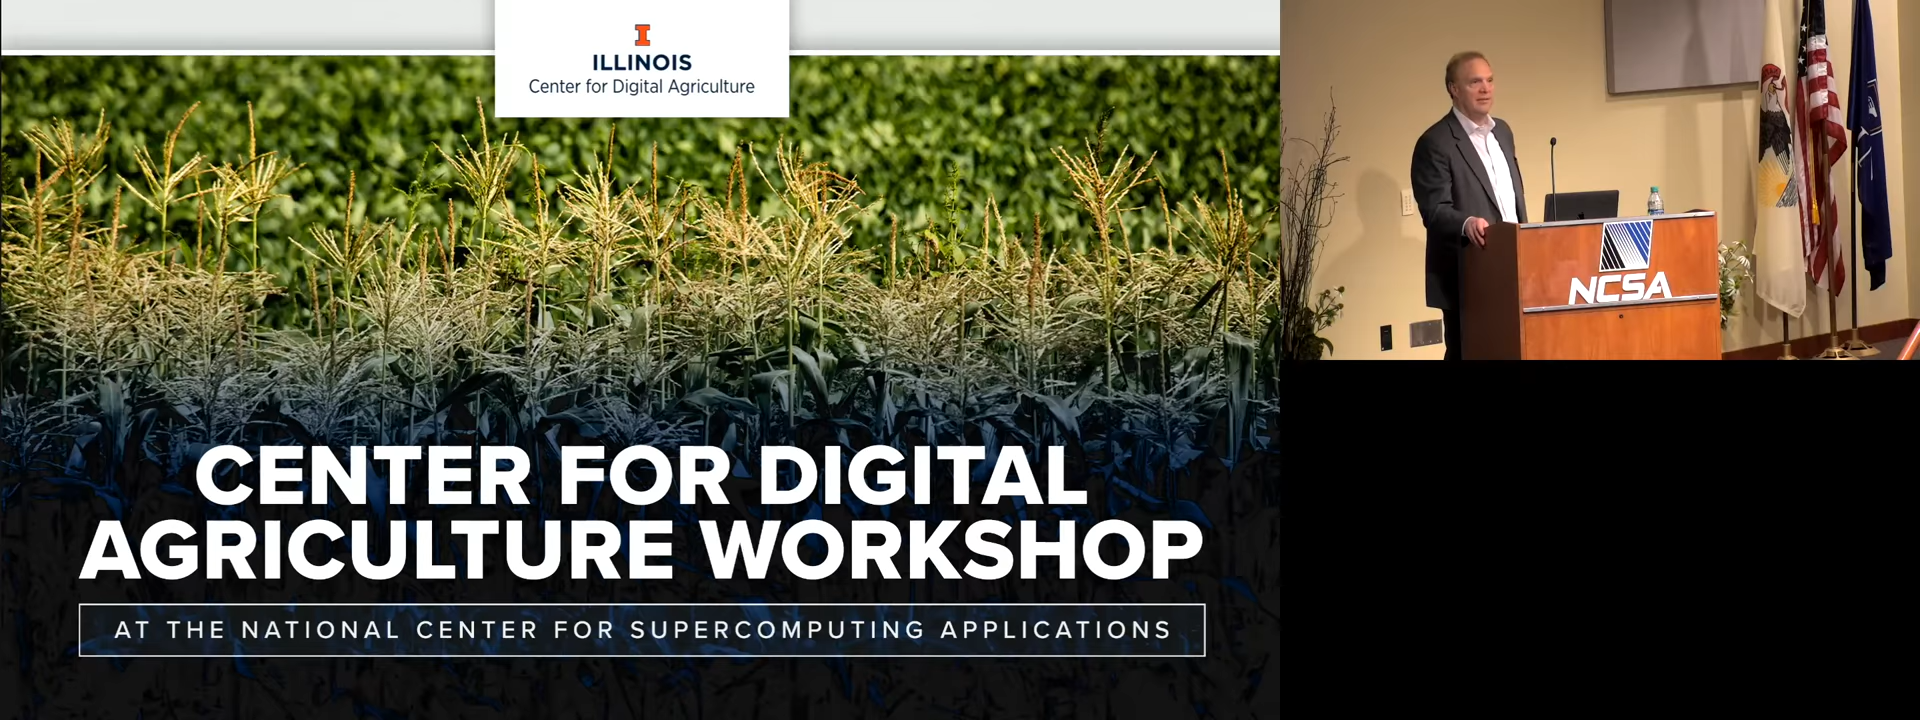 I
ILLINOIS
Center for Digital Agriculture
CENTER FOR DIGITAL
AGRICULTURE WORKSHOP
AT THE NATIONAL CENTER FOR SUPERCOMPUTING APPLICATIONS
NCSA